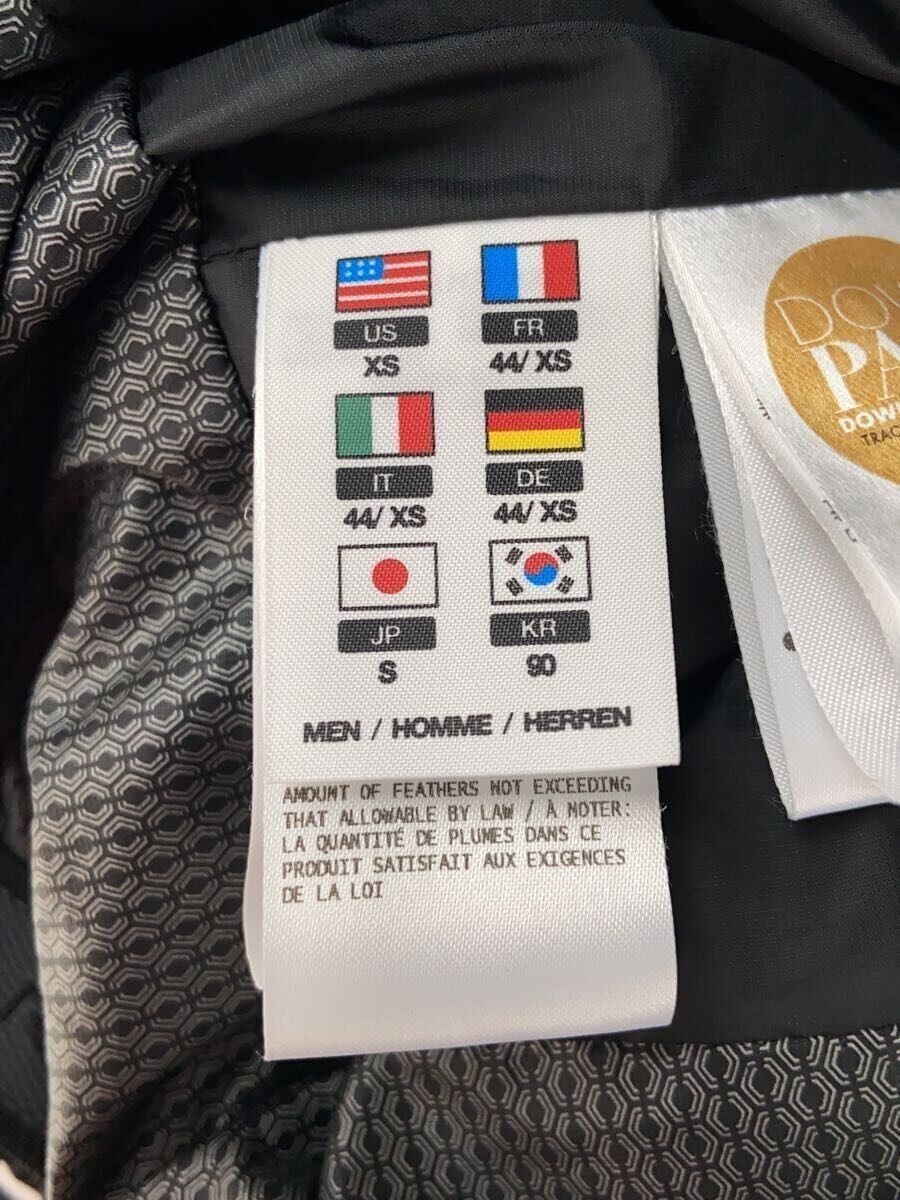 US
FR
XS
44/ XS
IT
DE
44/ XS
44/ XS
JP
KR
S
90
MEN / HOMME / HERREN
AMOUNT OF FEATHERS NOT EXCEEDING
THAT ALLOWABLE BY LAW / À NOTER:
LA QUANTITÉ DE PLUMES DANS CE
PRODUIT SATISFAIT AUX EXIGENCES
DE LA LOI